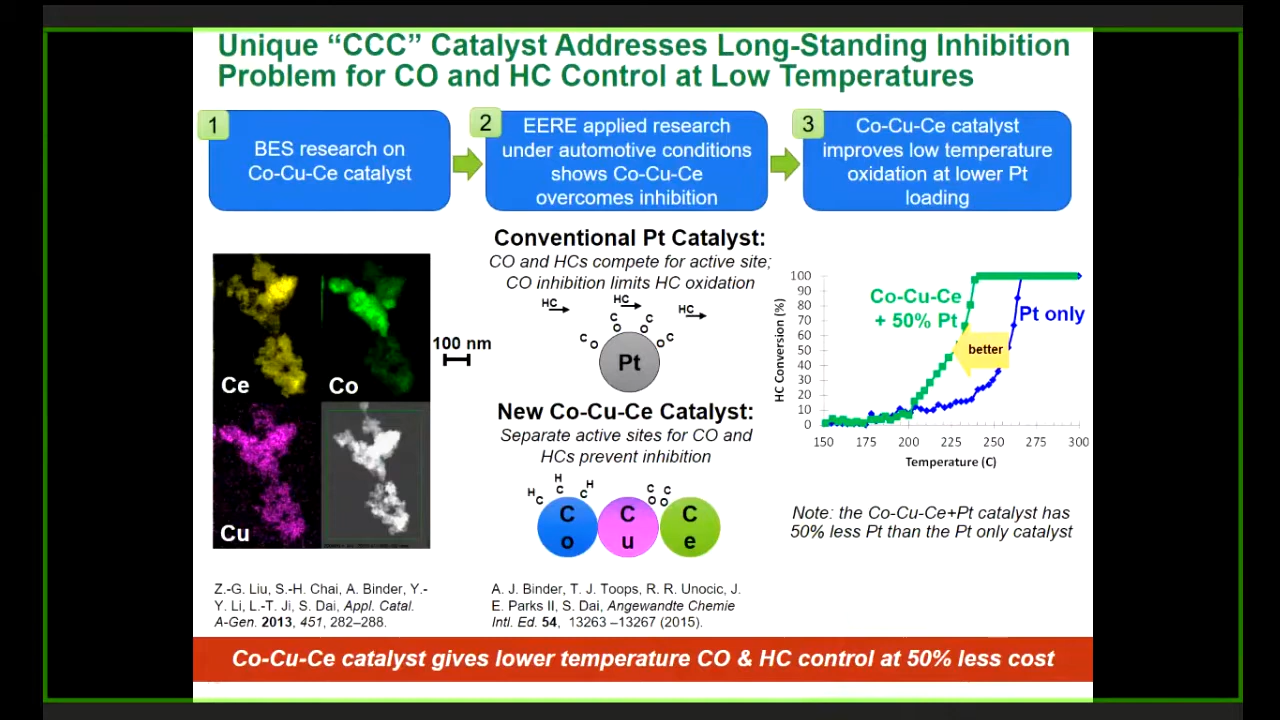 Unique “CCC” Catalyst Addresses Long-Standing Inhibition
Problem for CO and HC Control at Low Temperatures
1
BES research on
Co-Cu-Ce catalyst
2
EERE applied research
under automotive conditions
shows Co-Cu-Ce
overcomes inhibition
3
Co-Cu-Ce catalyst
improves low temperature
oxidation at lower Pt
loading
Ce
Co
Cu
100 nm
Conventional Pt Catalyst:
CO and HCs compete for active site;
CO inhibition limits HC oxidation
HC
HC
HC
C
O
C
O
C
O
C
O
Pt
New Co-Cu-Ce Catalyst:
Separate active sites for CO and
HCs prevent inhibition
H
C
H
C
H
C
C
O
C
O
Co
Cu
Ce
HC Conversion (%)
100
90
80
70
60
50
40
30
20
10
0
150
175
200
225
250
275
300
Temperature (C)
Co-Cu-Ce
+ 50% Pt
Pt only
better
Note: the Co-Cu-Ce+Pt catalyst has
50% less Pt than the Pt only catalyst
Z.-G. Liu, S.-H. Chai, A. Binder, Y.-
Y. Li, L.-T. Ji, S. Dai, Appl. Catal.
A-Gen. 2013, 451, 282–288.
A. J. Binder, T. J. Toops, R. R. Unocic, J.
E. Parks II, S. Dai, Angewandte Chemie
Intl. Ed. 54, 13263 –13267 (2015).
Co-Cu-Ce catalyst gives lower temperature CO & HC control at 50% less cost